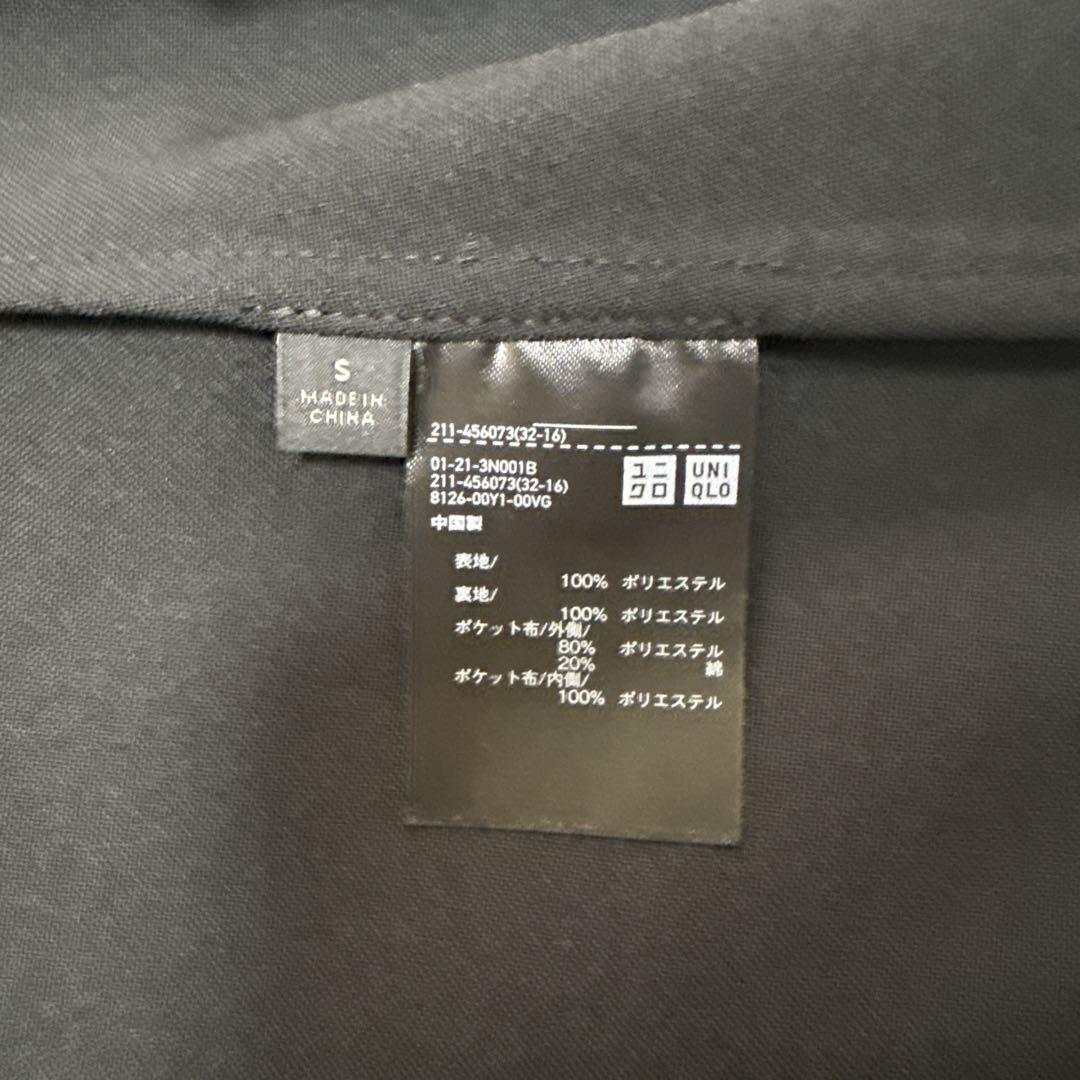 S
MADE IN
CHINA
211-456073(32-16)
01-21-3N001B
211-456073(32-16)
8126-00Y1-00VG
中国製
ユニ
クロ
UNI
QLO
表地/
100% ポリエステル
裏地/
100% ポリエステル
ポケット布/外側/
80% ポリエステル
20% 綿
ポケット布/内側/
100% ポリエステル